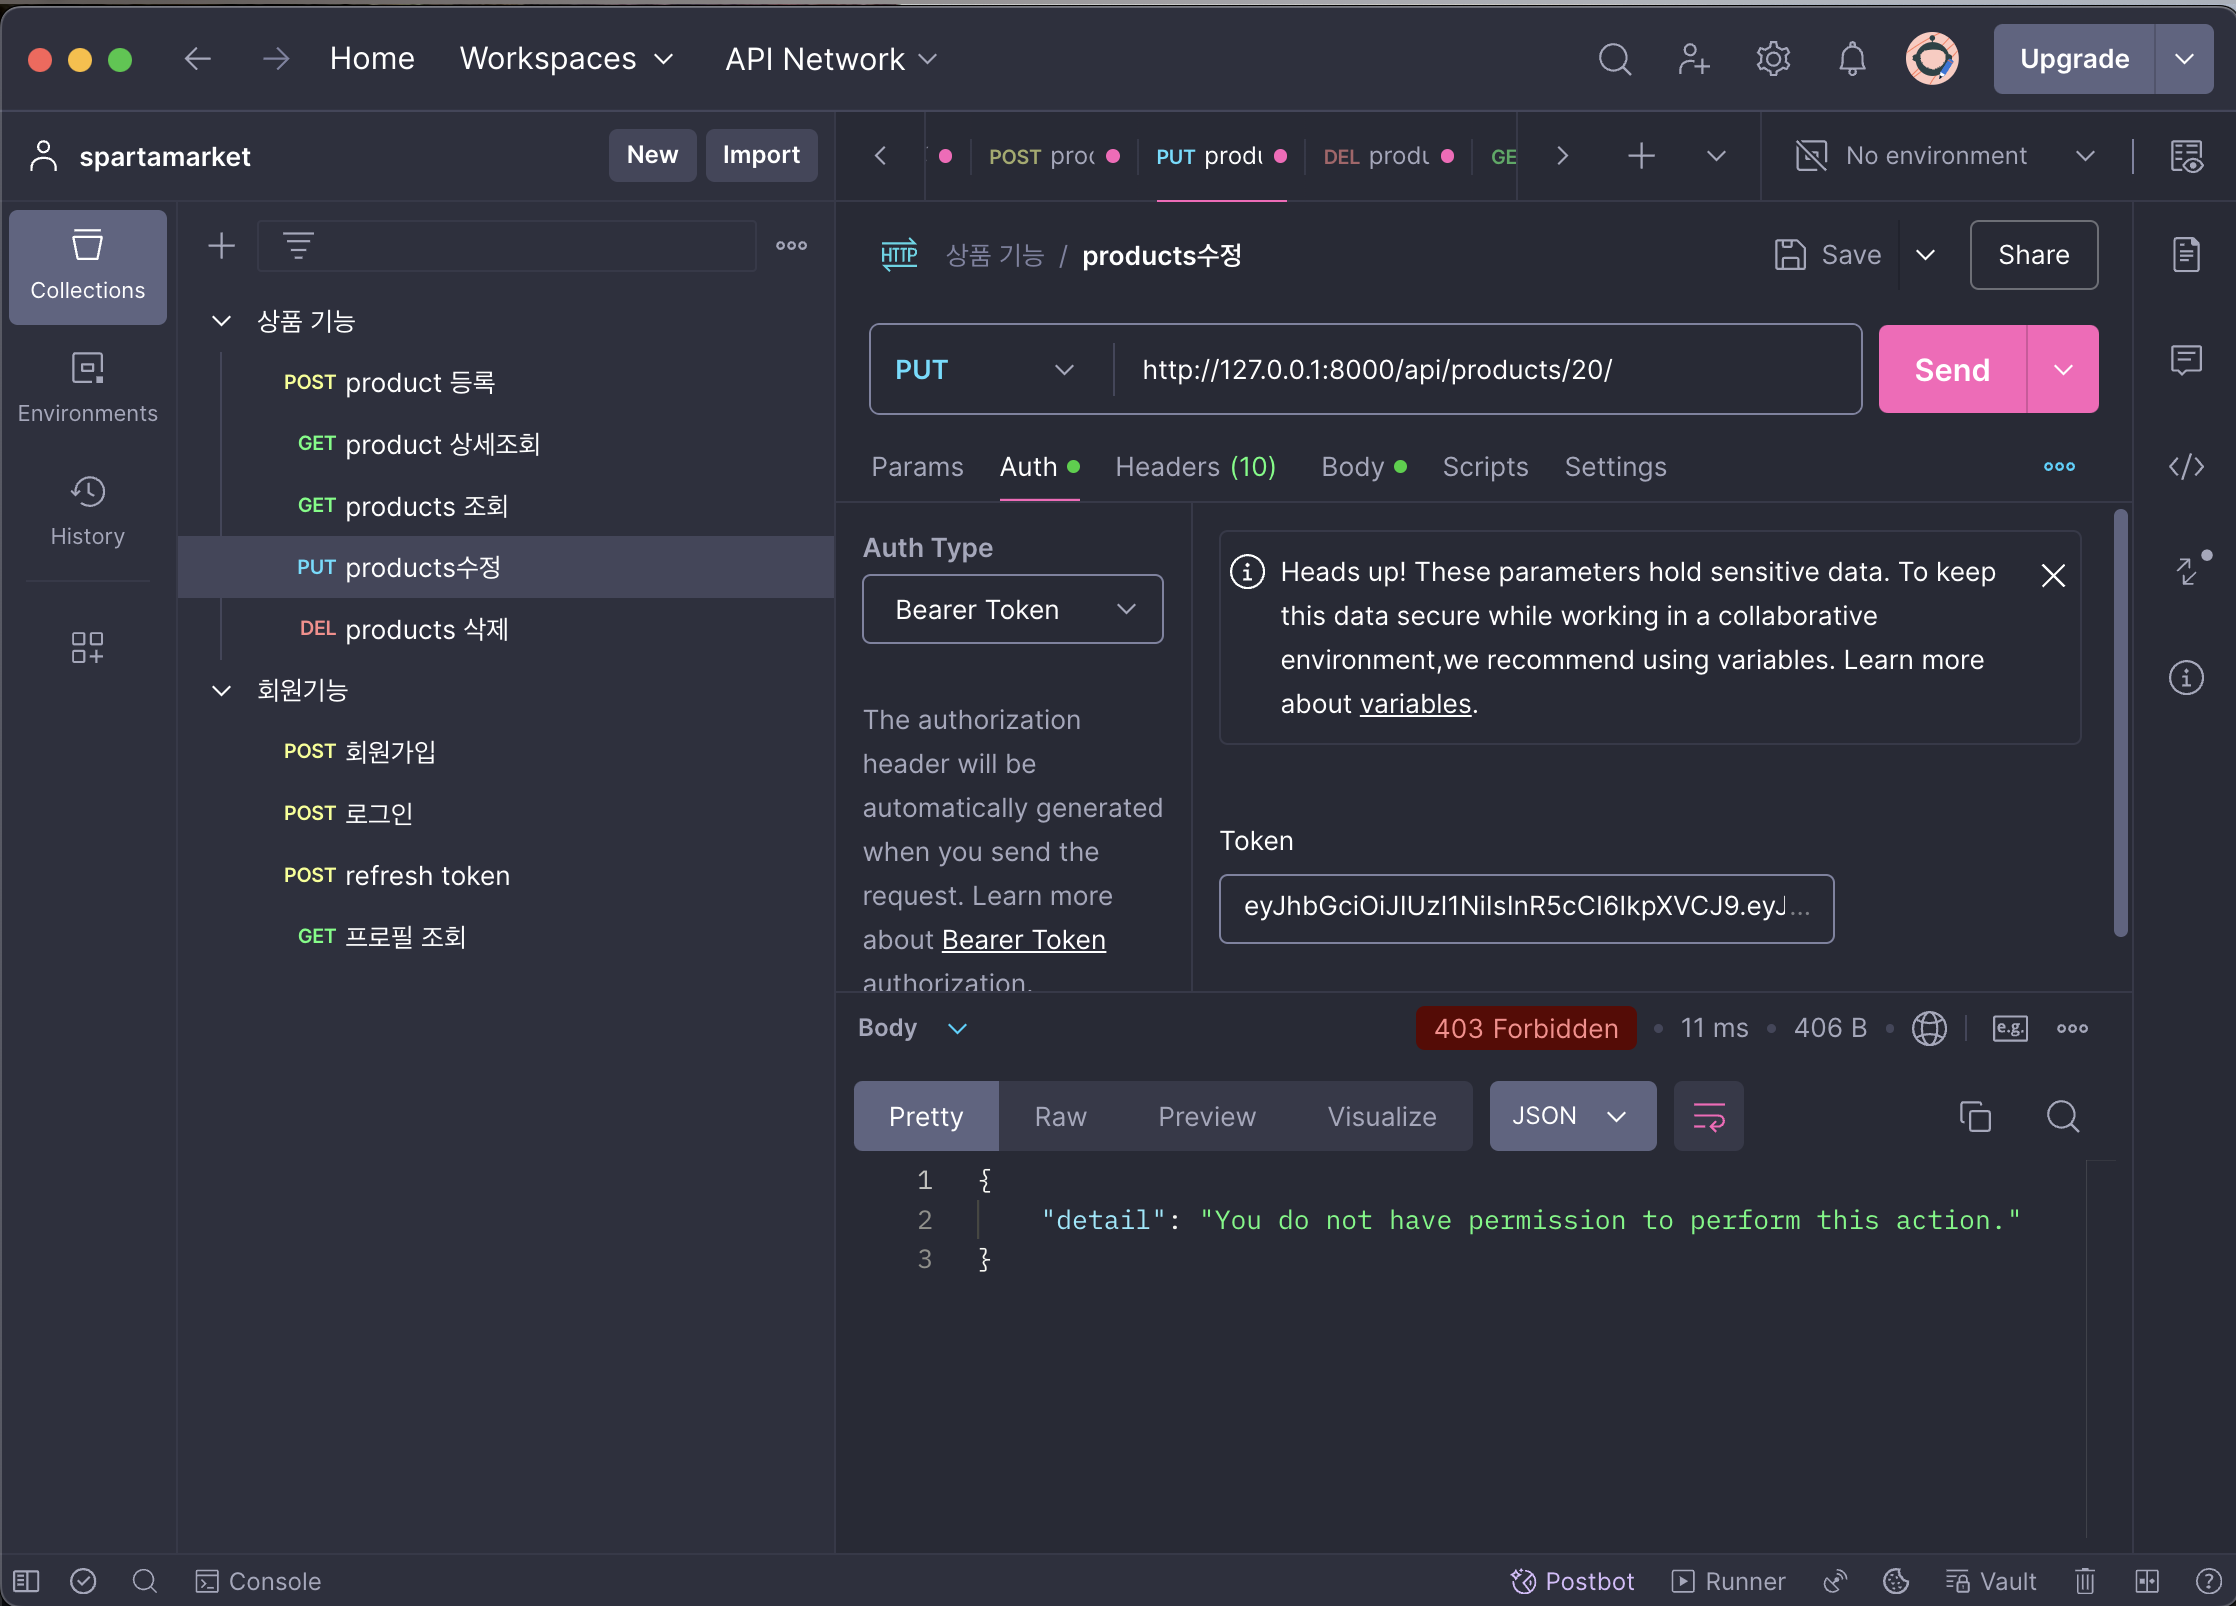 Home
Workspaces
API Network
Upgrade
spartamarket
New
Import
POST proc
PUT produ
DEL produ
GE
No environment
Collections
Environments
History
상품 기능
POST product 등록
GET product 상세조회
GET products 조회
PUT products수정
DEL products 삭제
회원기능
POST 회원가입
POST 로그인
POST refresh token
GET 프로필 조회
HTTP 상품 기능 / products수정
Save
Share
PUT
http://127.0.0.1:8000/api/products/20/
Send
Params
Auth
Headers (10)
Body
Scripts
Settings
Auth Type
Bearer Token
The authorization
header will be
automatically generated
when you send the
request. Learn more
about Bearer Token
authorization.
Heads up! These parameters hold sensitive data. To keep
this data secure while working in a collaborative
environment,we recommend using variables. Learn more
about variables.
Token
eyJhbGciOiJIUzI1NiIsInR5cCI6IkpXVCJ9.eyJ...
Body
403 Forbidden
11 ms
406 B
e.g.
Pretty
Raw
Preview
Visualize
JSON
1 {
2 "detail": "You do not have permission to perform this action."
3 }
Console
Postbot
Runner
Vault